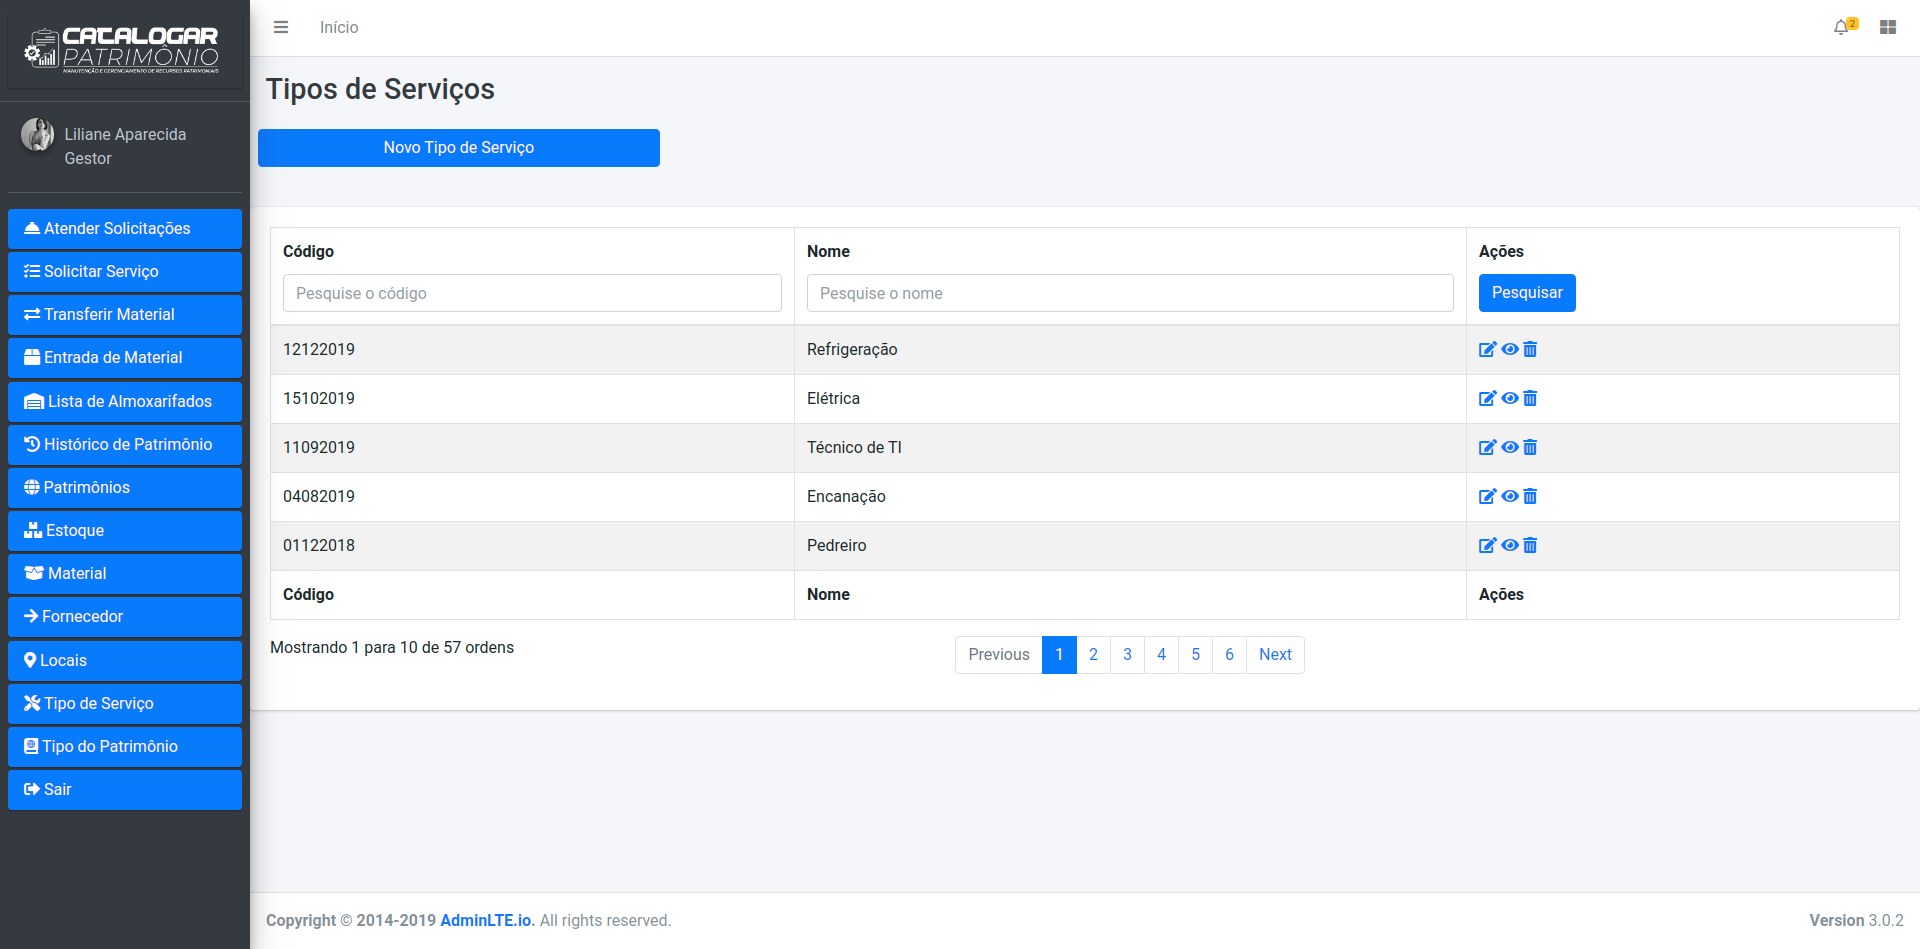 CATALOGAR
PATRIMÔNIO
MANUTENÇÃO E GERENCIAMENTO DE RECURSOS PATRIMONIAIS
Início
2
Liliane Aparecida
Gestor
Atender Solicitações
Solicitar Serviço
Transferir Material
Entrada de Material
Lista de Almoxarifados
Histórico de Patrimônio
Patrimônios
Estoque
Material
Fornecedor
Locais
Tipo de Serviço
Tipo do Patrimônio
Sair
Tipos de Serviços
Novo Tipo de Serviço
Código Nome Ações
Pesquise o código Pesquise o nome Pesquisar
12122019 Refrigeração
15102019 Elétrica
11092019 Técnico de TI
04082019 Encanação
01122018 Pedreiro
Código Nome Ações
Mostrando 1 para 10 de 57 ordens Previous 1 2 3 4 5 6 Next
Copyright © 2014-2019 AdminLTE.io. All rights reserved. Version 3.0.2